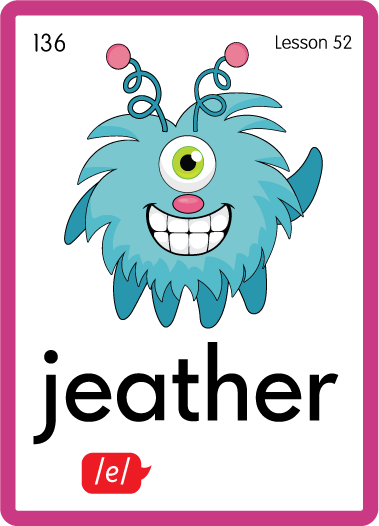 136
Lesson 52
jeather
/e/